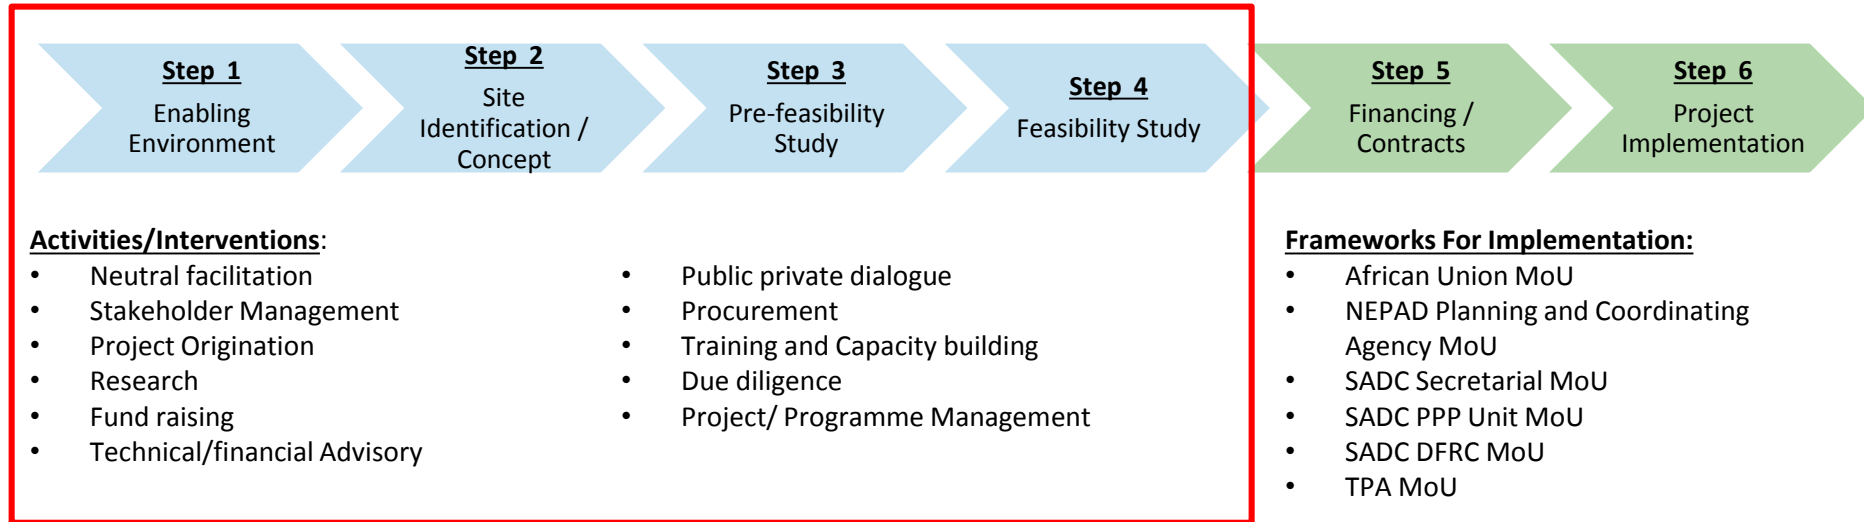 Step 1
Enabling
Environment
Step 2
Site
Identification /
Concept
Step 3
Pre-feasibility
Study
Step 4
Feasibility Study
Step 5
Financing /
Contracts
Step 6
Project
Implementation
Activities/Interventions:
• Neutral facilitation
• Stakeholder Management
• Project Origination
• Research
• Fund raising
• Technical/financial Advisory
• Public private dialogue
• Procurement
• Training and Capacity building
• Due diligence
• Project/ Programme Management
Frameworks For Implementation:
• African Union MoU
• NEPAD Planning and Coordinating
Agency MoU
• SADC Secretarial MoU
• SADC PPP Unit MoU
• SADC DFRC MoU
• TPA MoU